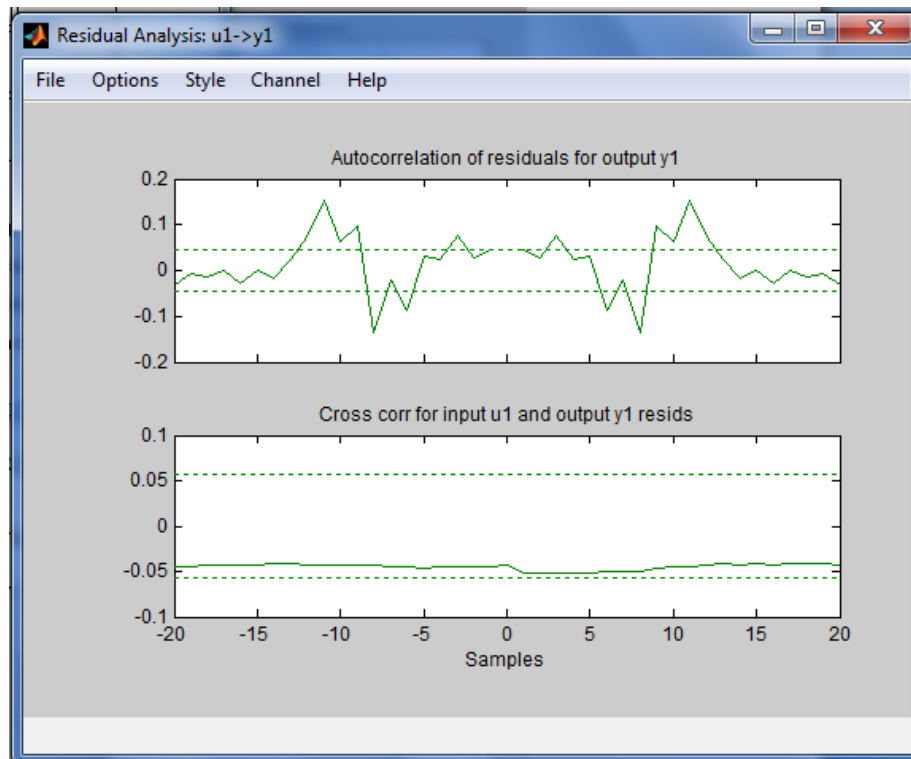 Residual Analysis: u1->y1
File Options Style Channel Help
Autocorrelation of residuals for output y1
0.2
0.1
0
-0.1
-0.2
Cross corr for input u1 and output y1 resids
0.1
0.05
0
-0.05
-0.1
-20 -15 -10 -5 0 5 10 15 20
Samples